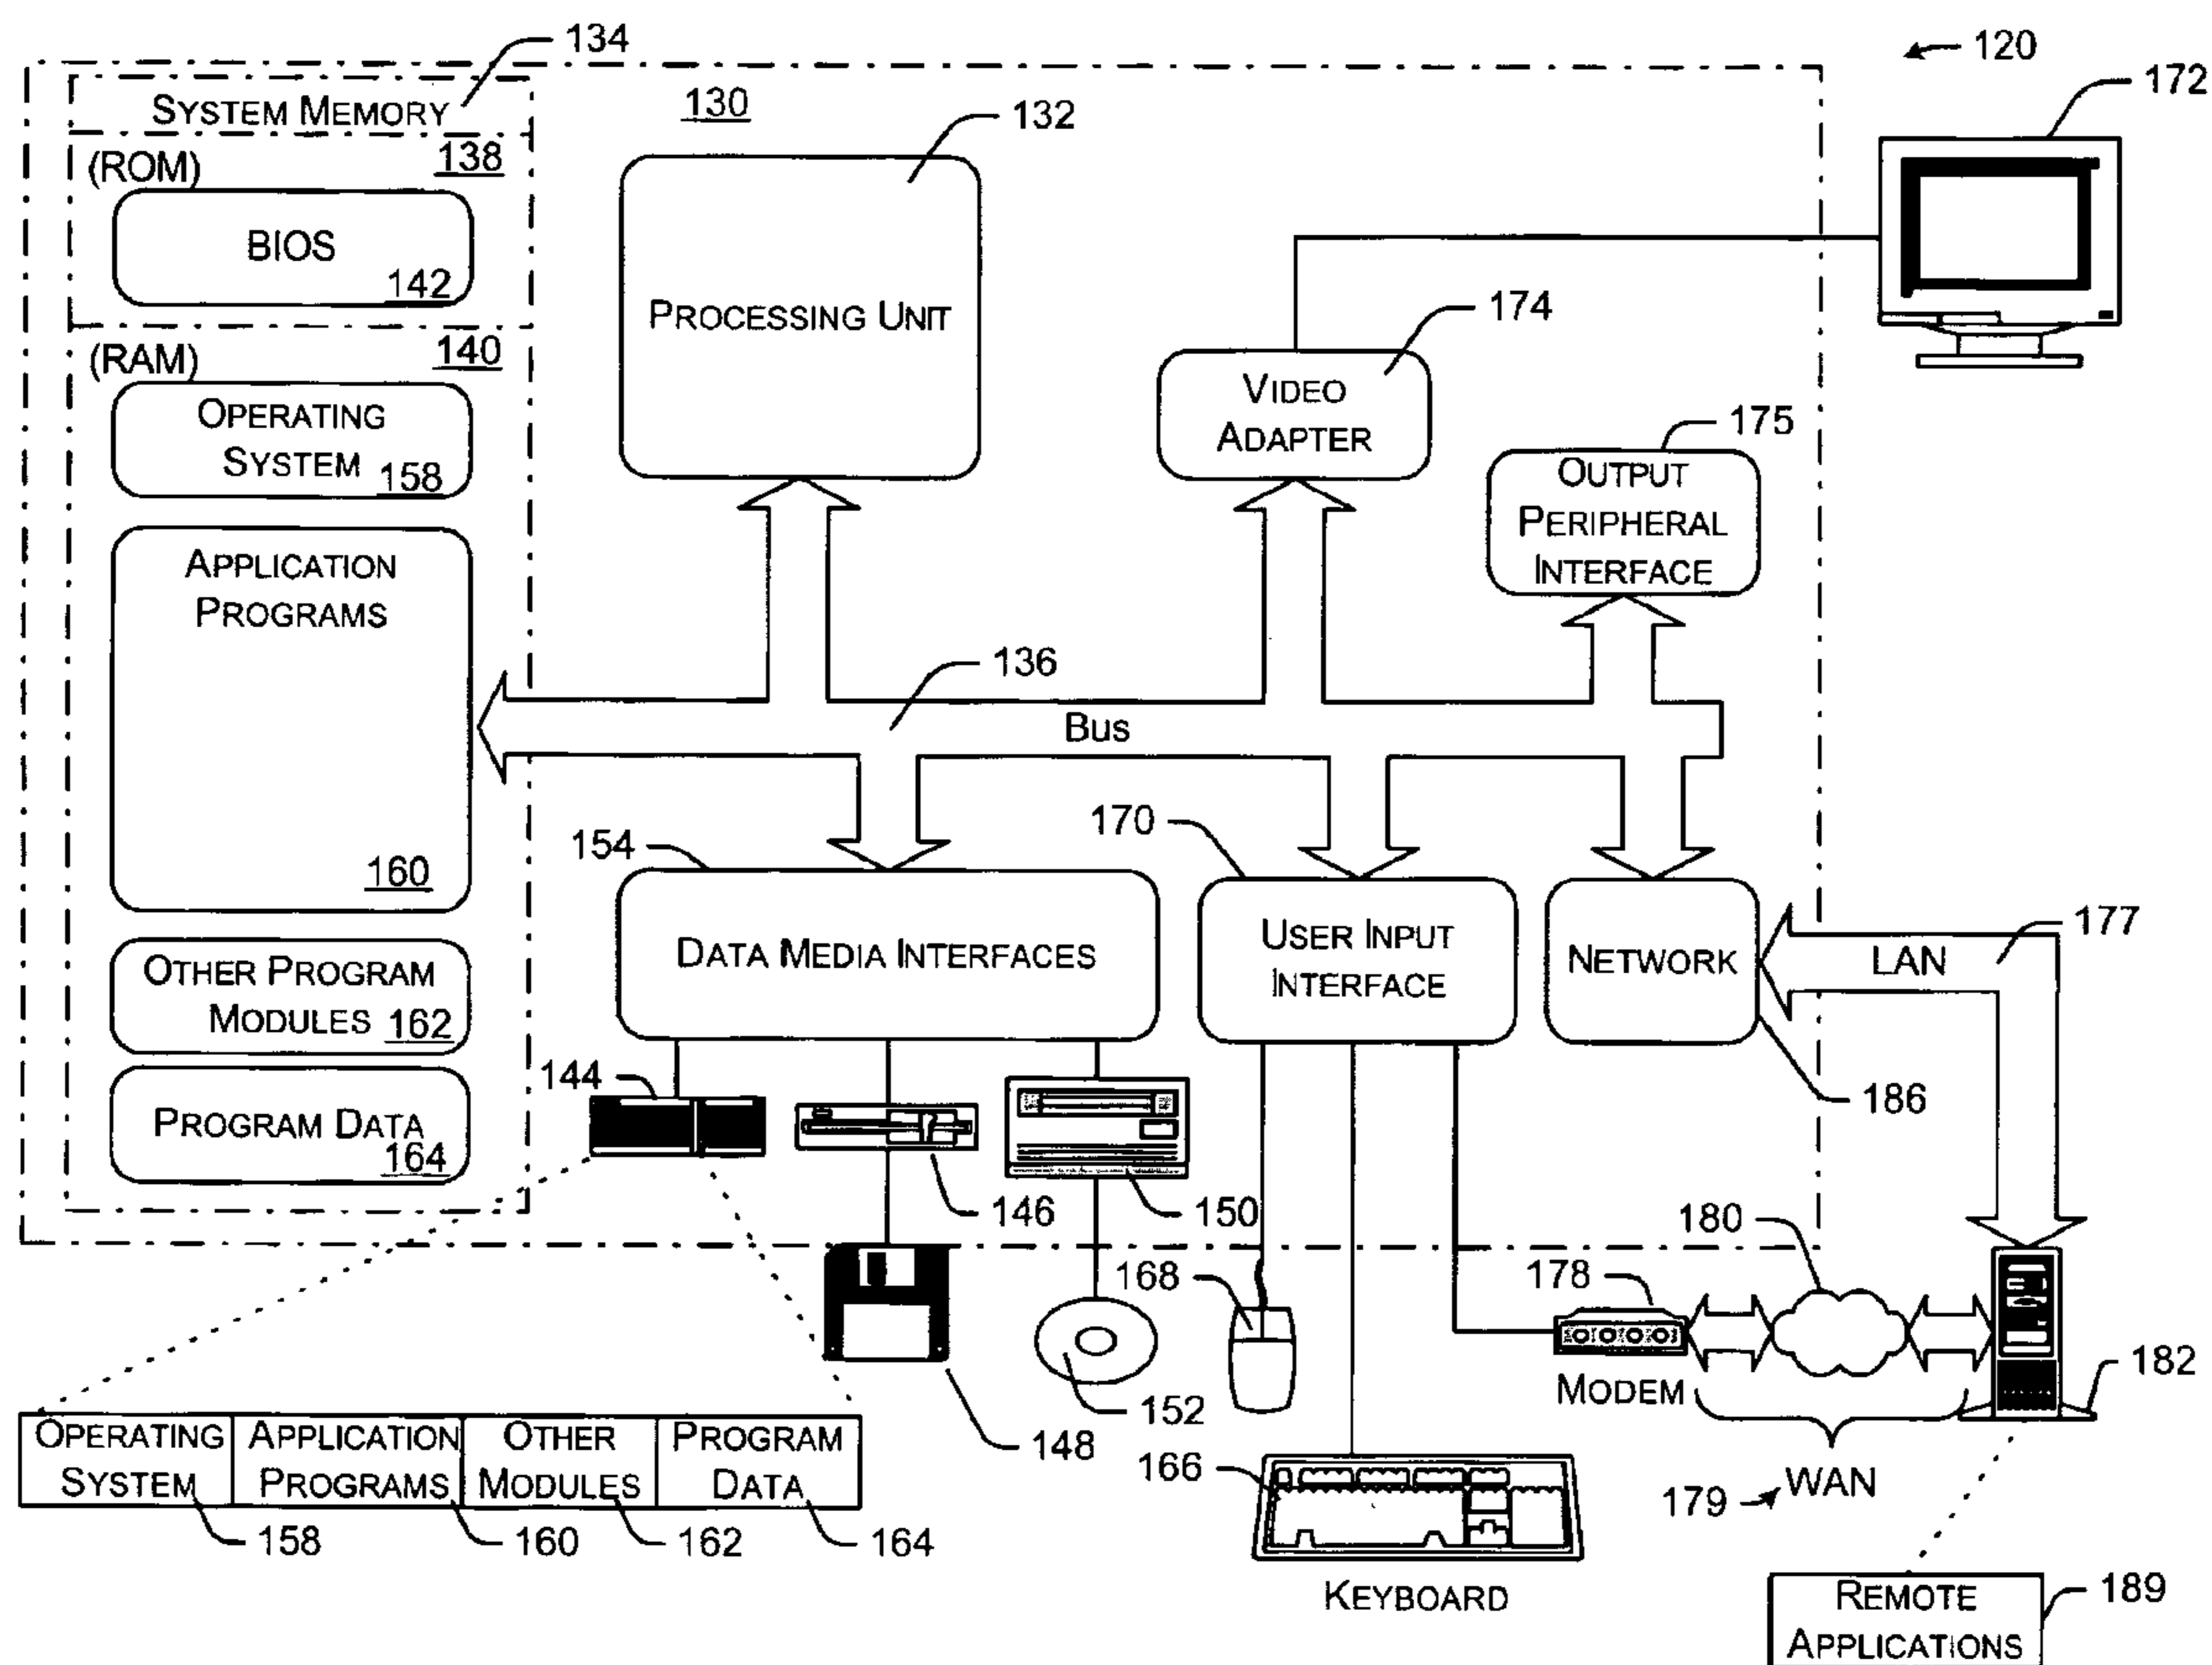 134
120
SYSTEM MEMORY
130
132
172
(ROM)
138
BIOS
142
PROCESSING UNIT
174
(RAM)
140
VIDEO
ADAPTER
OPERATING
SYSTEM
158
175
OUTPUT
PERIPHERAL
INTERFACE
APPLICATION
PROGRAMS
160
136
Bus
154
170
177
DATA MEDIA INTERFACES
USER INPUT
INTERFACE
NETWORK
LAN
OTHER PROGRAM
MODULES 162
144
186
PROGRAM DATA
164
146
150
180
168
178
182
MODEM
152
148
OPERATING
SYSTEM
APPLICATION
PROGRAMS
OTHER
MODULES
PROGRAM
DATA
166
179
WAN
158
160
162
164
KEYBOARD
189
REMOTE
APPLICATIONS